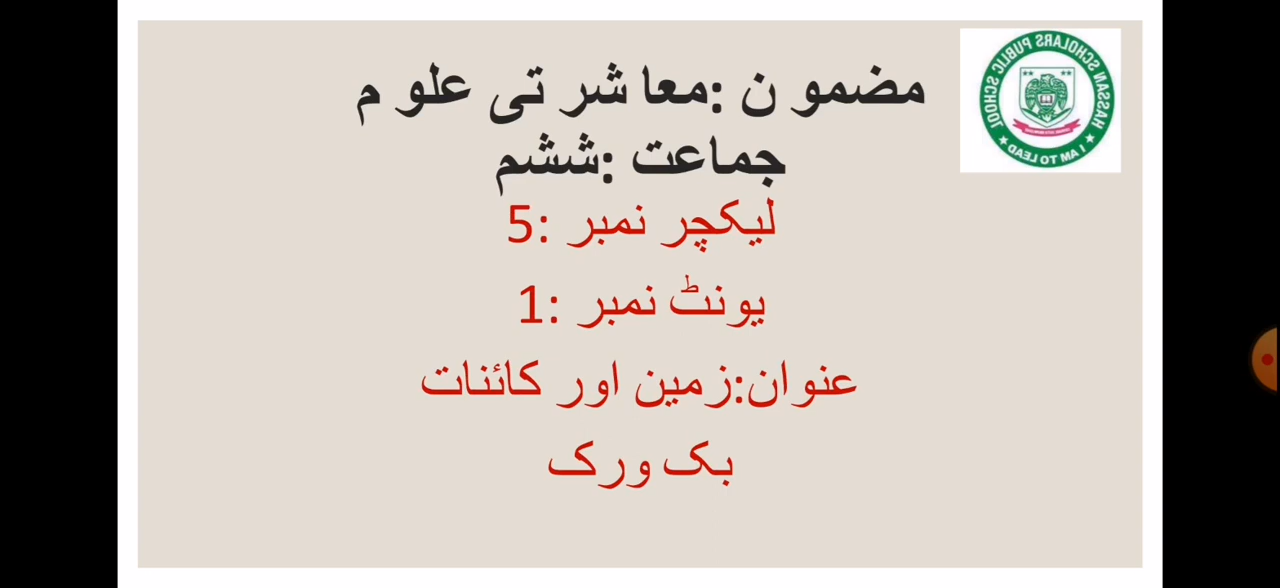 مضمو ن :معا شر تی علو م
جماعت :ششم
لیکچر نمبر :5
یونٹ نمبر :1
عنوان:زمین اور کائنات
بک ورک
HASSAN SCHOLARS PUBLIC SCHOOL
I AM TO LEAD